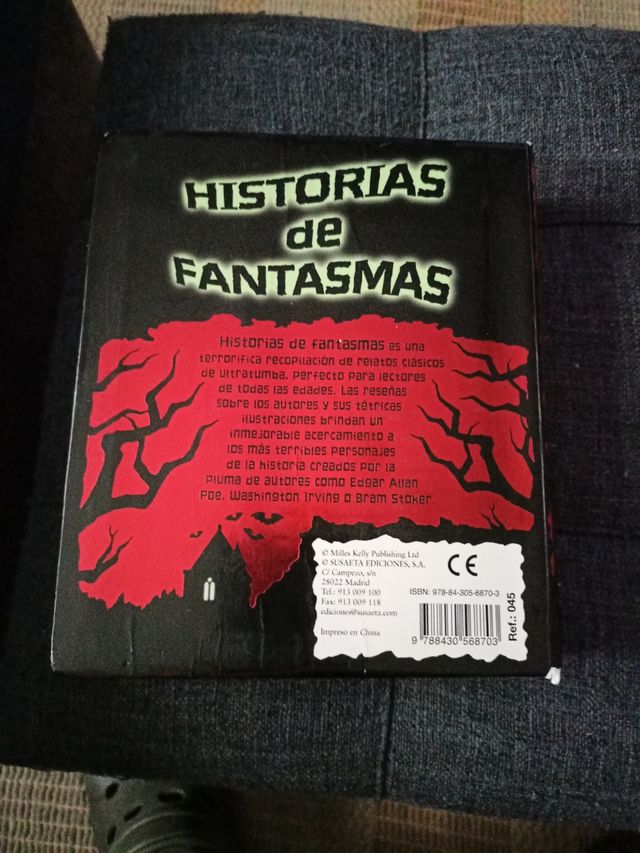 HISTORIAS
de
FANTASMAS
Historias de fantasmas es una
terrorífica recopilación de relatos clásicos
de ultratumba, perfecto para lectores
de todas las edades. Las reseñas
sobre los autores y sus tétricas
ilustraciones brindan un
inmejorable acercamiento a
los más terribles personajes
de la historia creados por la
pluma de autores como Edgar Allan
Poe, Washington Irving o Bram Stoker.
© Milles Kelly Publishing Ltd
© SUSAETA EDICIONES, S.A.
C/ Campezo, s/n
28022 Madrid
Tel.: 913 009 100
Fax: 913 009 118
ediciones@susaeta.com
Impreso en China
CE
ISBN: 978-84-305-6870-3
9 788430 568703
Ref.: 045